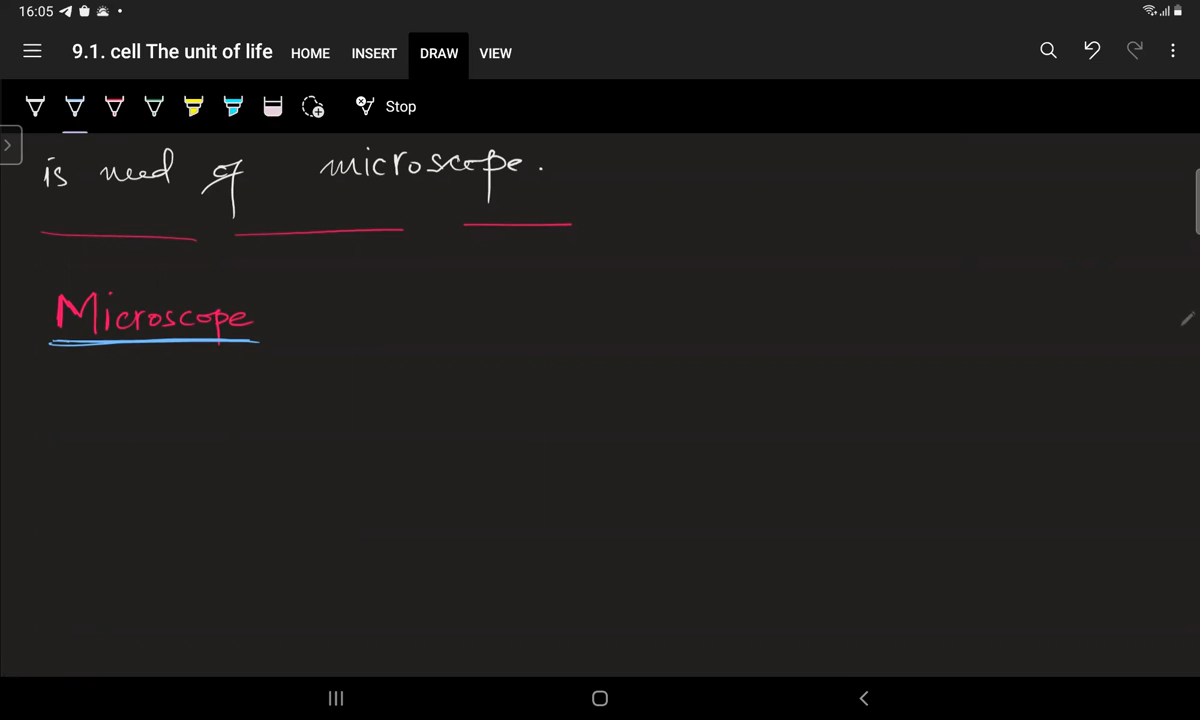 16:05
9.1. cell The unit of life HOME INSERT DRAW VIEW
Stop
is need of microscope.
Microscope